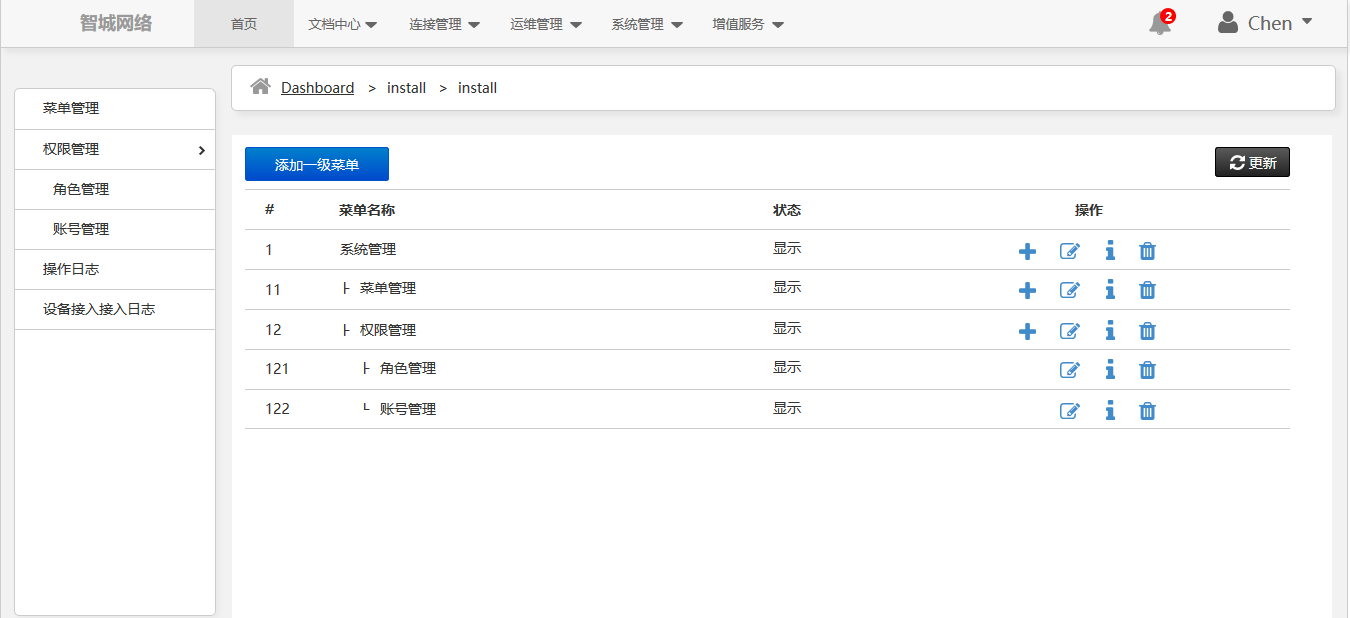 智城网络 首页 文档中心 连接管理 运维管理 系统管理 增值服务 2 Chen
Dashboard > install > install
菜单管理
权限管理
角色管理
账号管理
操作日志
设备接入接入日志
添加一级菜单 更新
# 菜单名称 状态 操作
1 系统管理 显示
11 ├ 菜单管理 显示
12 ├ 权限管理 显示
121 ├ 角色管理 显示
122 └ 账号管理 显示